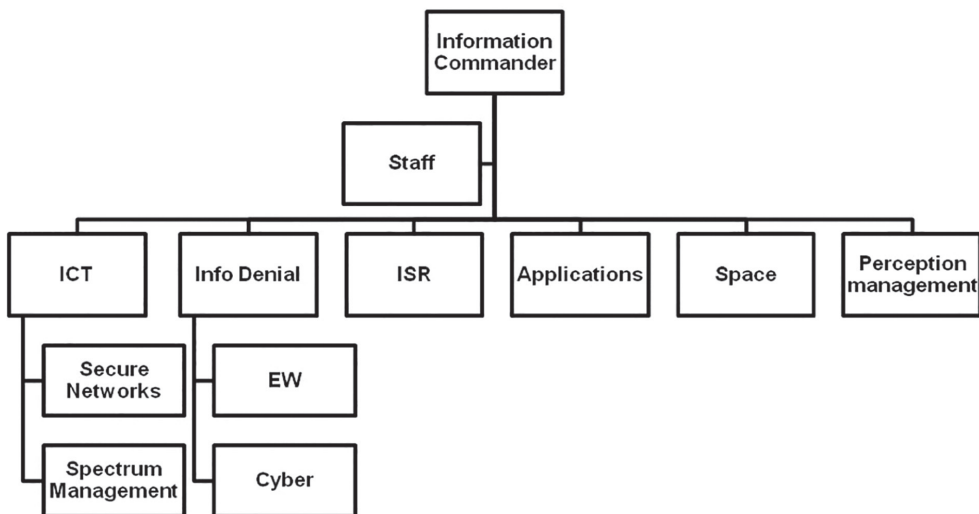 Information
Commander
Staff
ICT
Info Denial
ISR
Applications
Space
Perception
management
Secure
Networks
EW
Spectrum
Management
Cyber